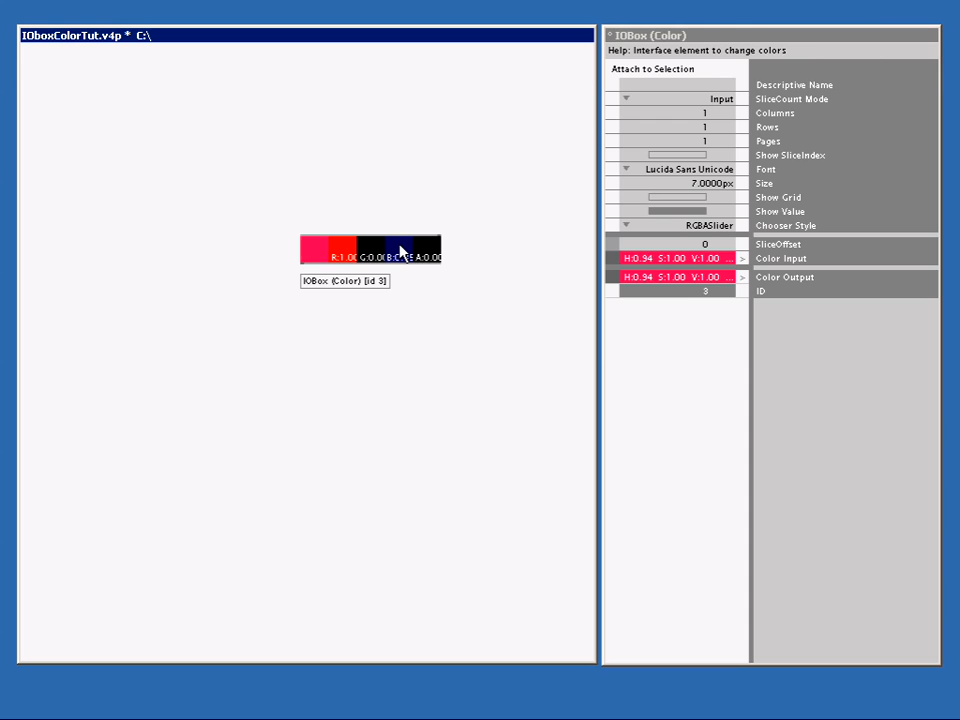 IOboxColorTut.v4p * C:\
R:1.00 G:0.00 A:0.00
IOBox (Color) [id 3]
° IOBox (Color)
Help: Interface element to change colors
Attach to Selection
Descriptive Name
Input SliceCount Mode
1 Columns
1 Rows
1 Pages
Show SliceIndex
Lucida Sans Unicode Font
7.0000px Size
Show Grid
Show Value
RGBASlider Chooser Style
0 SliceOffset
H:0.94 S:1.00 V:1.00 ... > Color Input
H:0.94 S:1.00 V:1.00 ... > Color Output
3 ID